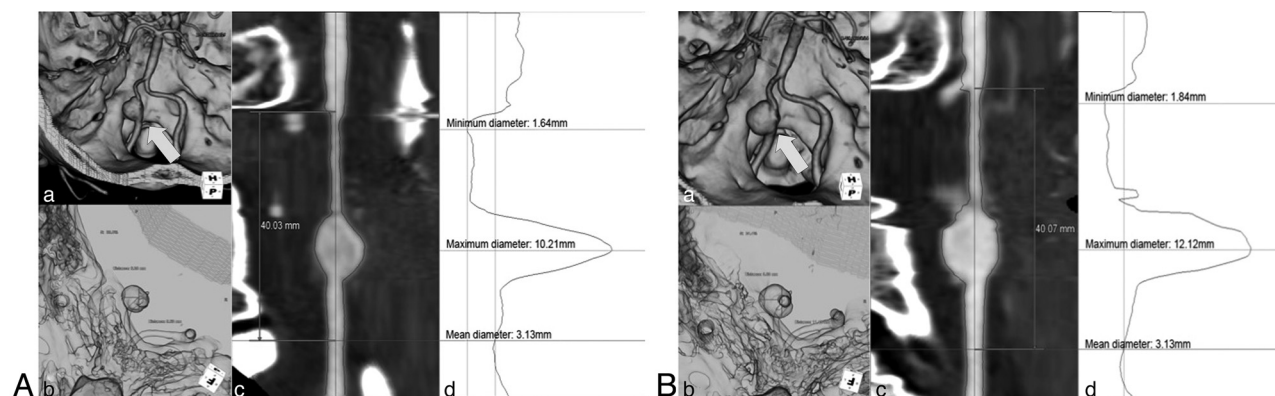 A
a
b
c
d
H
P
F
40.03 mm
Minimum diameter: 1.64mm
Maximum diameter: 10.21mm
Mean diameter: 3.13mm
B
a
b
c
d
H
P
F
40 07 mm
Minimum diameter: 1.84mm
Maximum diameter: 12.12mm
Mean diameter: 3.13mm